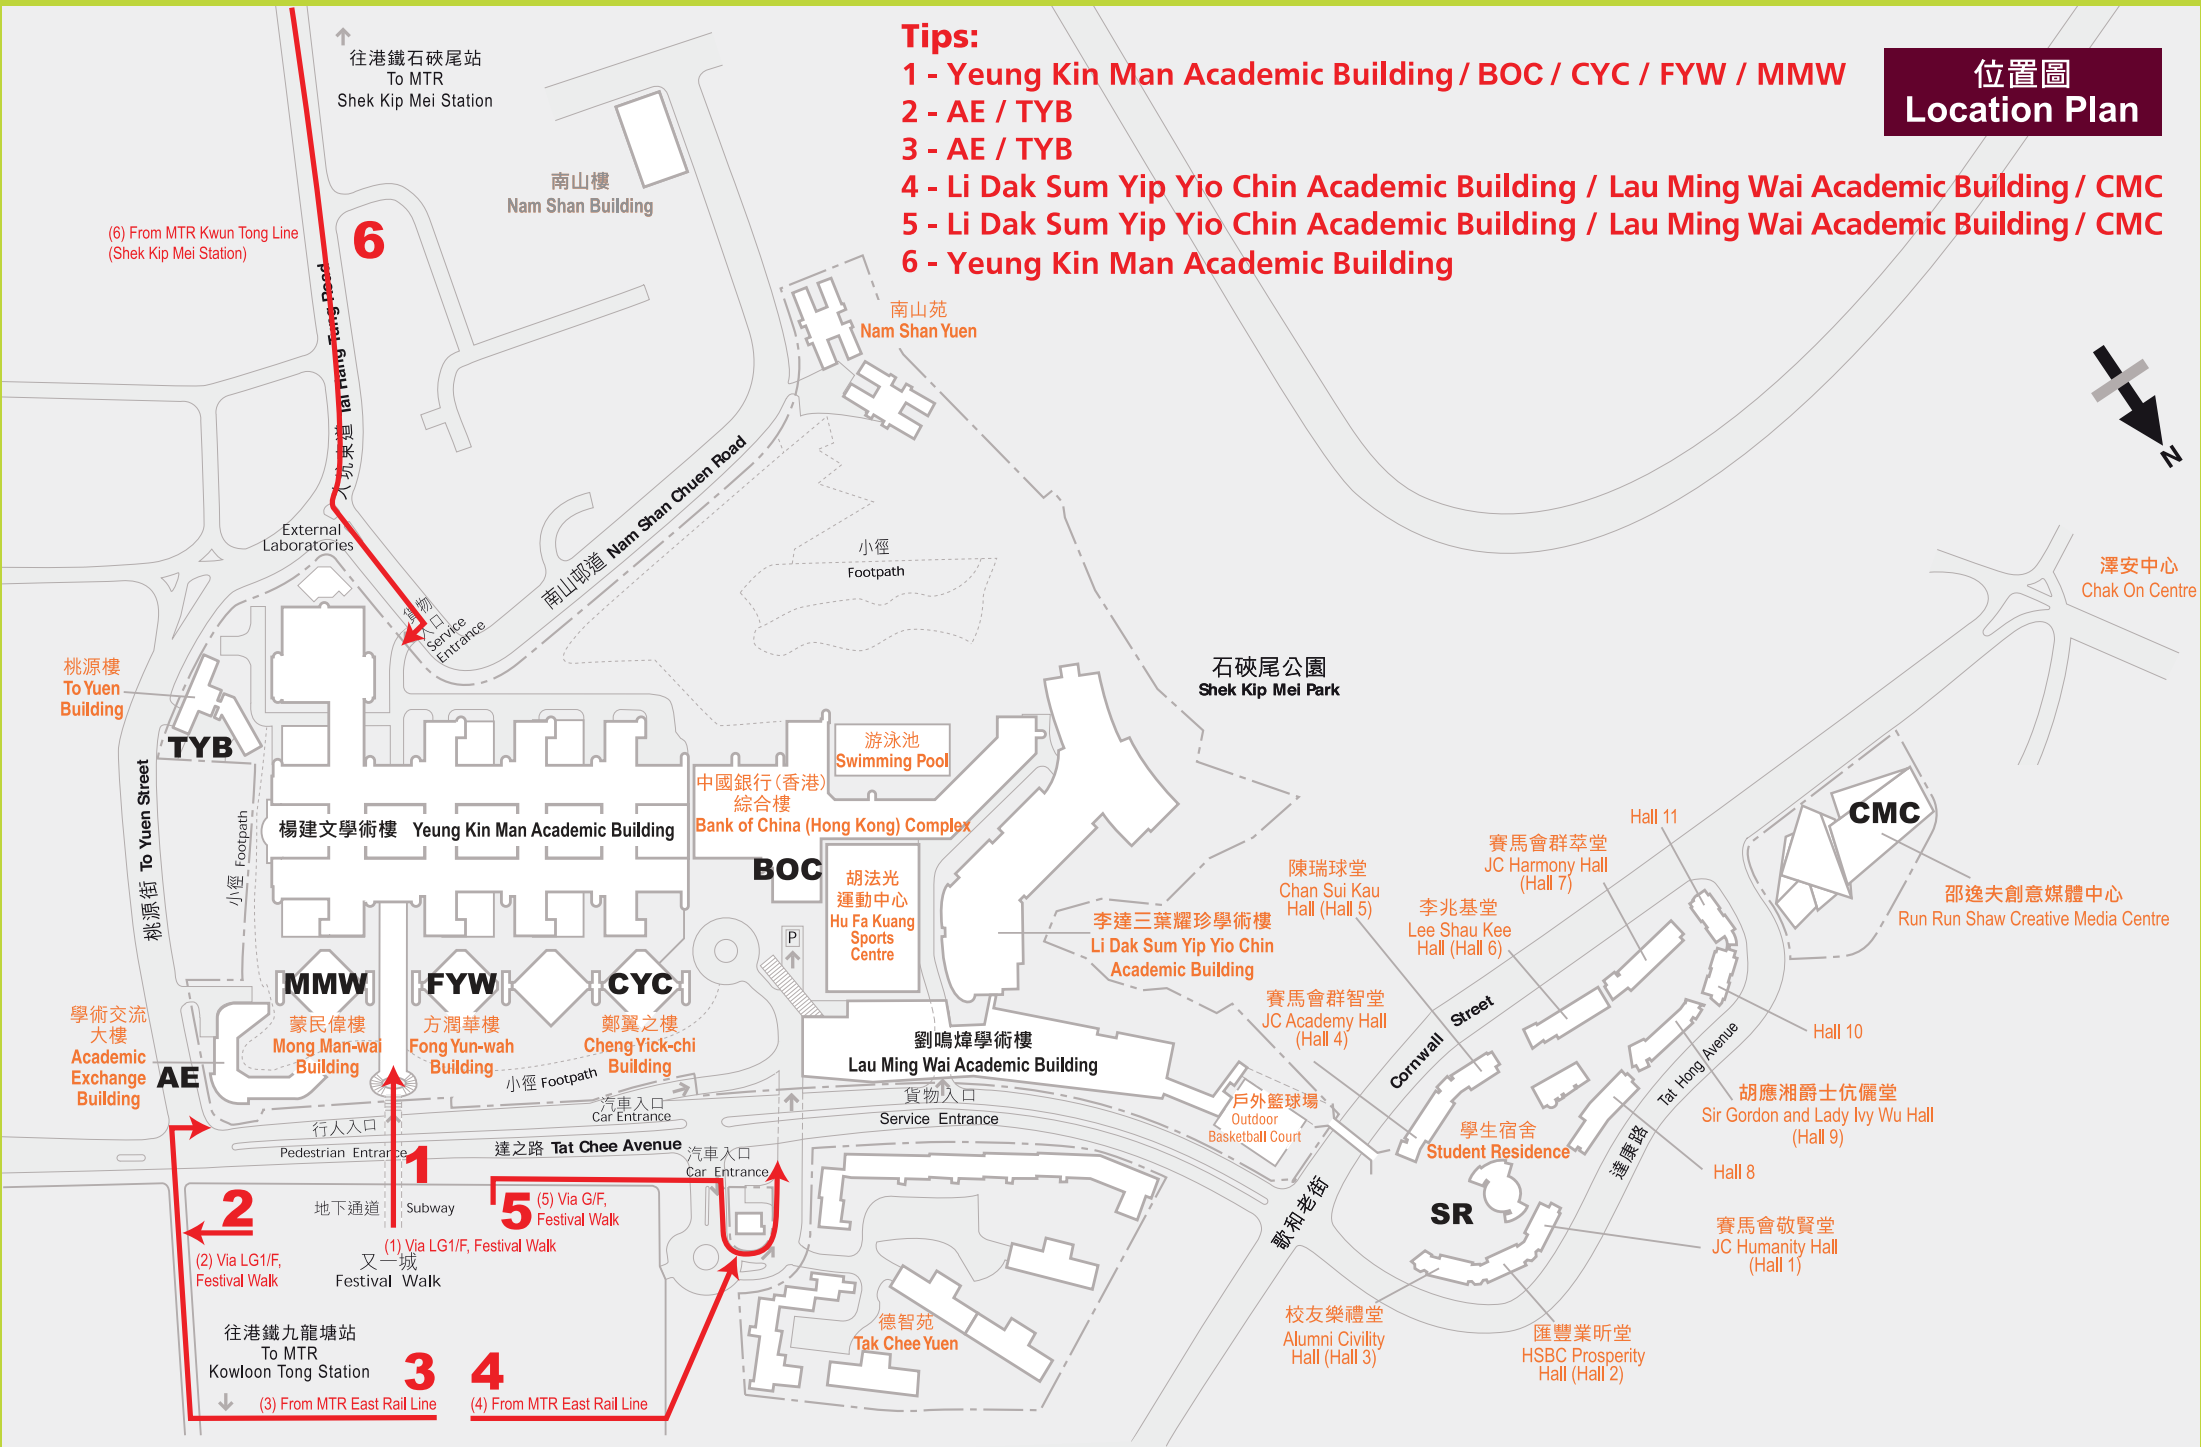 Tips:
1 - Yeung Kin Man Academic Building / BOC / CYC / FYW / MMW
2 - AE / TYB
3 - AE / TYB
4 - Li Dak Sum Yip Yio Chin Academic Building / Lau Ming Wai Academic Building / CMC
5 - Li Dak Sum Yip Yio Chin Academic Building / Lau Ming Wai Academic Building / CMC
6 - Yeung Kin Man Academic Building
位置圖
Location Plan
往港鐵石硤尾站
To MTR
Shek Kip Mei Station
南山樓
Nam Shan Building
(6) From MTR Kwun Tong Line
(Shek Kip Mei Station)
6
大坑東道 Tai Hang Tung Road
南山苑
Nam Shan Yuen
N
External
Laboratories
南山邨道 Nam Shan Chuen Road
貨物
入口
Service
Entrance
小徑
Footpath
澤安中心
Chak On Centre
石硤尾公園
Shek Kip Mei Park
桃源樓
To Yuen
Building
TYB
桃源街 To Yuen Street
小徑 Footpath
游泳池
Swimming Pool
中國銀行(香港)
綜合樓
Bank of China (Hong Kong) Complex
BOC
楊建文學術樓 Yeung Kin Man Academic Building
胡法光
運動中心
Hu Fa Kuang
Sports
Centre
P
李達三葉耀珍學術樓
Li Dak Sum Yip Yio Chin
Academic Building
CMC
邵逸夫創意媒體中心
Run Run Shaw Creative Media Centre
Hall 11
賽馬會群萃堂
JC Harmony Hall
(Hall 7)
陳瑞球堂
Chan Sui Kau
Hall (Hall 5)
李兆基堂
Lee Shau Kee
Hall (Hall 6)
賽馬會群智堂
JC Academy Hall
(Hall 4)
MMW
FYW
CYC
蒙民偉樓
Mong Man-wai
Building
方潤華樓
Fong Yun-wah
Building
鄭翼之樓
Cheng Yick-chi
Building
學術交流
大樓
Academic
Exchange
Building
AE
小徑 Footpath
劉鳴煒學術樓
Lau Ming Wai Academic Building
貨物入口
Service Entrance
汽車入口
Car Entrance
行人入口
Pedestrian Entrance
達之路 Tat Chee Avenue
汽車入口
Car Entrance
戶外籃球場
Outdoor
Basketball Court
Cornwall Street
歌和老街
Hall 10
Tat Hong Avenue
達康路
胡應湘爵士伉儷堂
Sir Gordon and Lady Ivy Wu Hall
(Hall 9)
學生宿舍
Student Residence
Hall 8
SR
賽馬會敬賢堂
JC Humanity Hall
(Hall 1)
校友樂禮堂
Alumni Civility
Hall (Hall 3)
匯豐業昕堂
HSBC Prosperity
Hall (Hall 2)
1
2
(2) Via LG1/F,
Festival Walk
地下通道 Subway
(1) Via LG1/F, Festival Walk
又一城
Festival Walk
5
(5) Via G/F,
Festival Walk
往港鐵九龍塘站
To MTR
Kowloon Tong Station
3
(3) From MTR East Rail Line
4
(4) From MTR East Rail Line
德智苑
Tak Chee Yuen